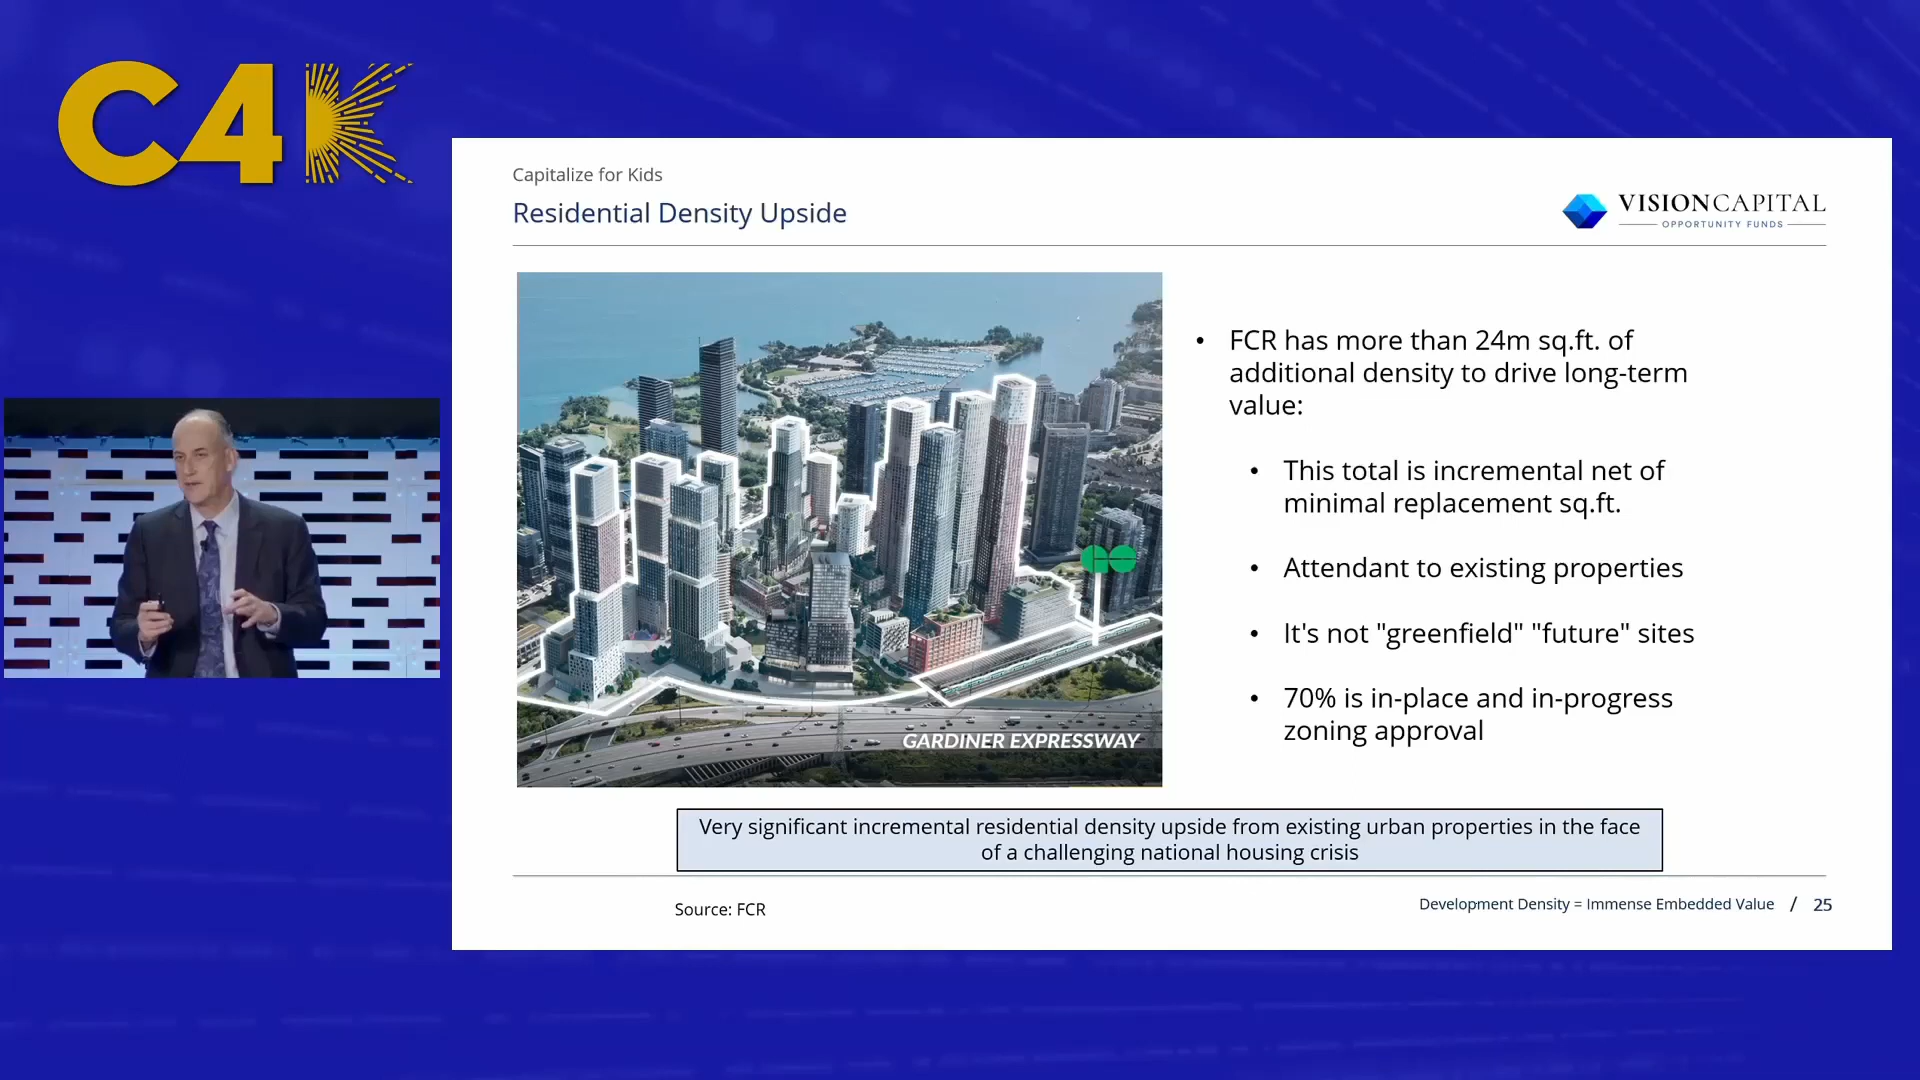 C4K
Capitalize for Kids
Residential Density Upside
VISIONCAPITAL
OPPORTUNITY FUNDS
• FCR has more than 24m sq.ft. of
additional density to drive long-term
value:
• This total is incremental net of
minimal replacement sq.ft.
• Attendant to existing properties
• It's not "greenfield" "future" sites
• 70% is in-place and in-progress
zoning approval
GO
GARDINER EXPRESSWAY
Very significant incremental residential density upside from existing urban properties in the face
of a challenging national housing crisis
Source: FCR
Development Density = Immense Embedded Value / 25